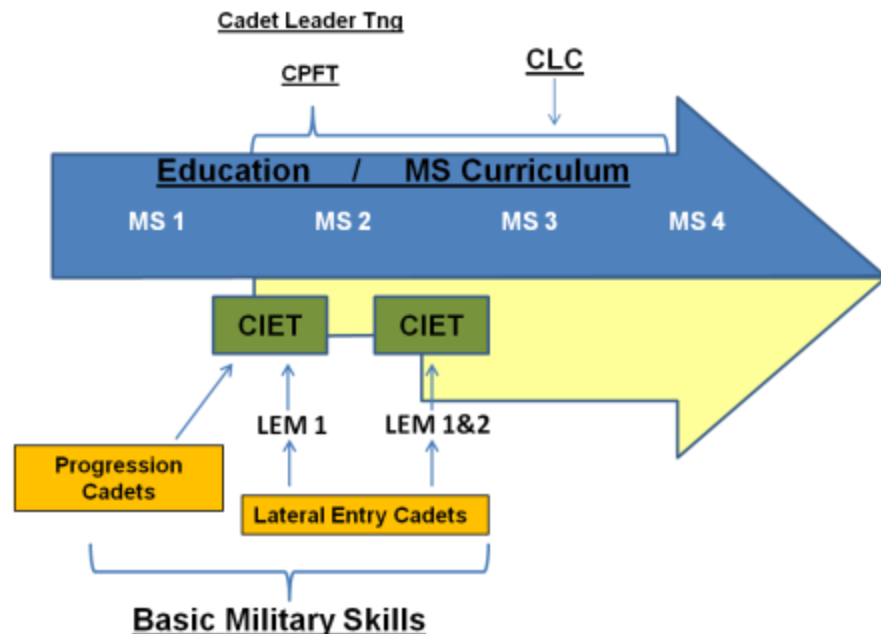 Cadet Leader Tng
CPFT
CLC
Education / MS Curriculum
MS 1 MS 2 MS 3 MS 4
CIET CIET
LEM 1 LEM 1&2
Progression
Cadets
Lateral Entry Cadets
Basic Military Skills